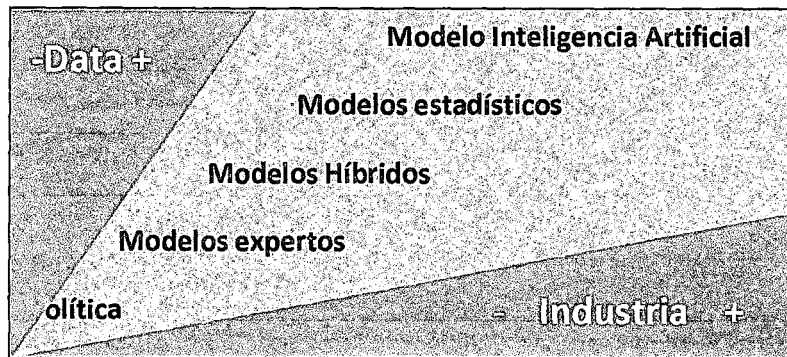 Modelo Inteligencia Artificial
-Data +
Modelos estadísticos
Modelos Híbridos
Modelos expertos
olítica
- Industria +